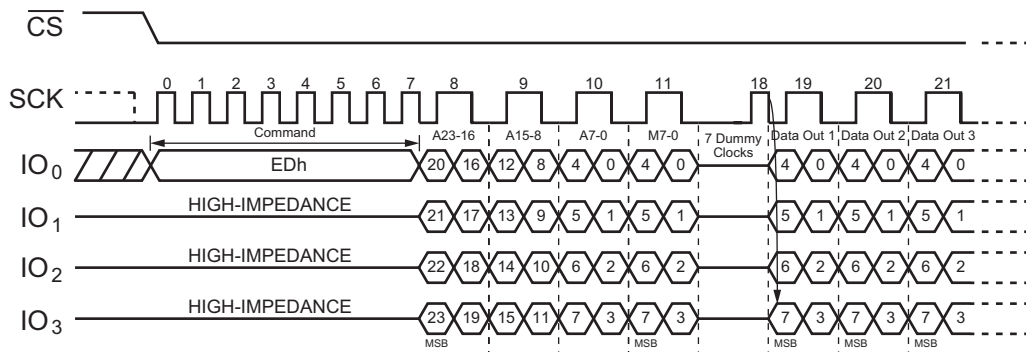 CS
0 1 2 3 4 5 6 7 8 9 10 11 18 19 20 21
SCK
Command A23-16 A15-8 A7-0 M7-0 7 Dummy Clocks Data Out 1 Data Out 2 Data Out 3
IO0 EDh 20 16 12 8 4 0 4 0 4 0 4 0 4 0
IO1 HIGH-IMPEDANCE 21 17 13 9 5 1 5 1 5 1 5 1 5 1
IO2 HIGH-IMPEDANCE 22 18 14 10 6 2 6 2 6 2 6 2 6 2
IO3 HIGH-IMPEDANCE 23 19 15 11 7 3 7 3 7 3 7 3 7 3
MSB MSB MSB MSB MSB